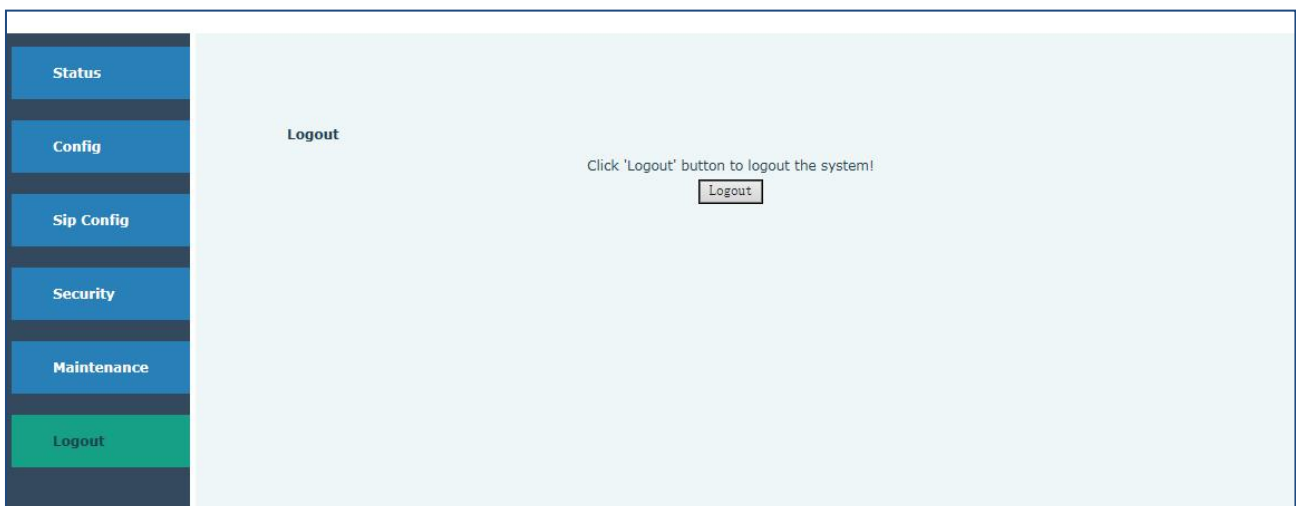 Status
Config
Sip Config
Security
Maintenance
Logout
Logout
Click 'Logout' button to logout the system!
Logout